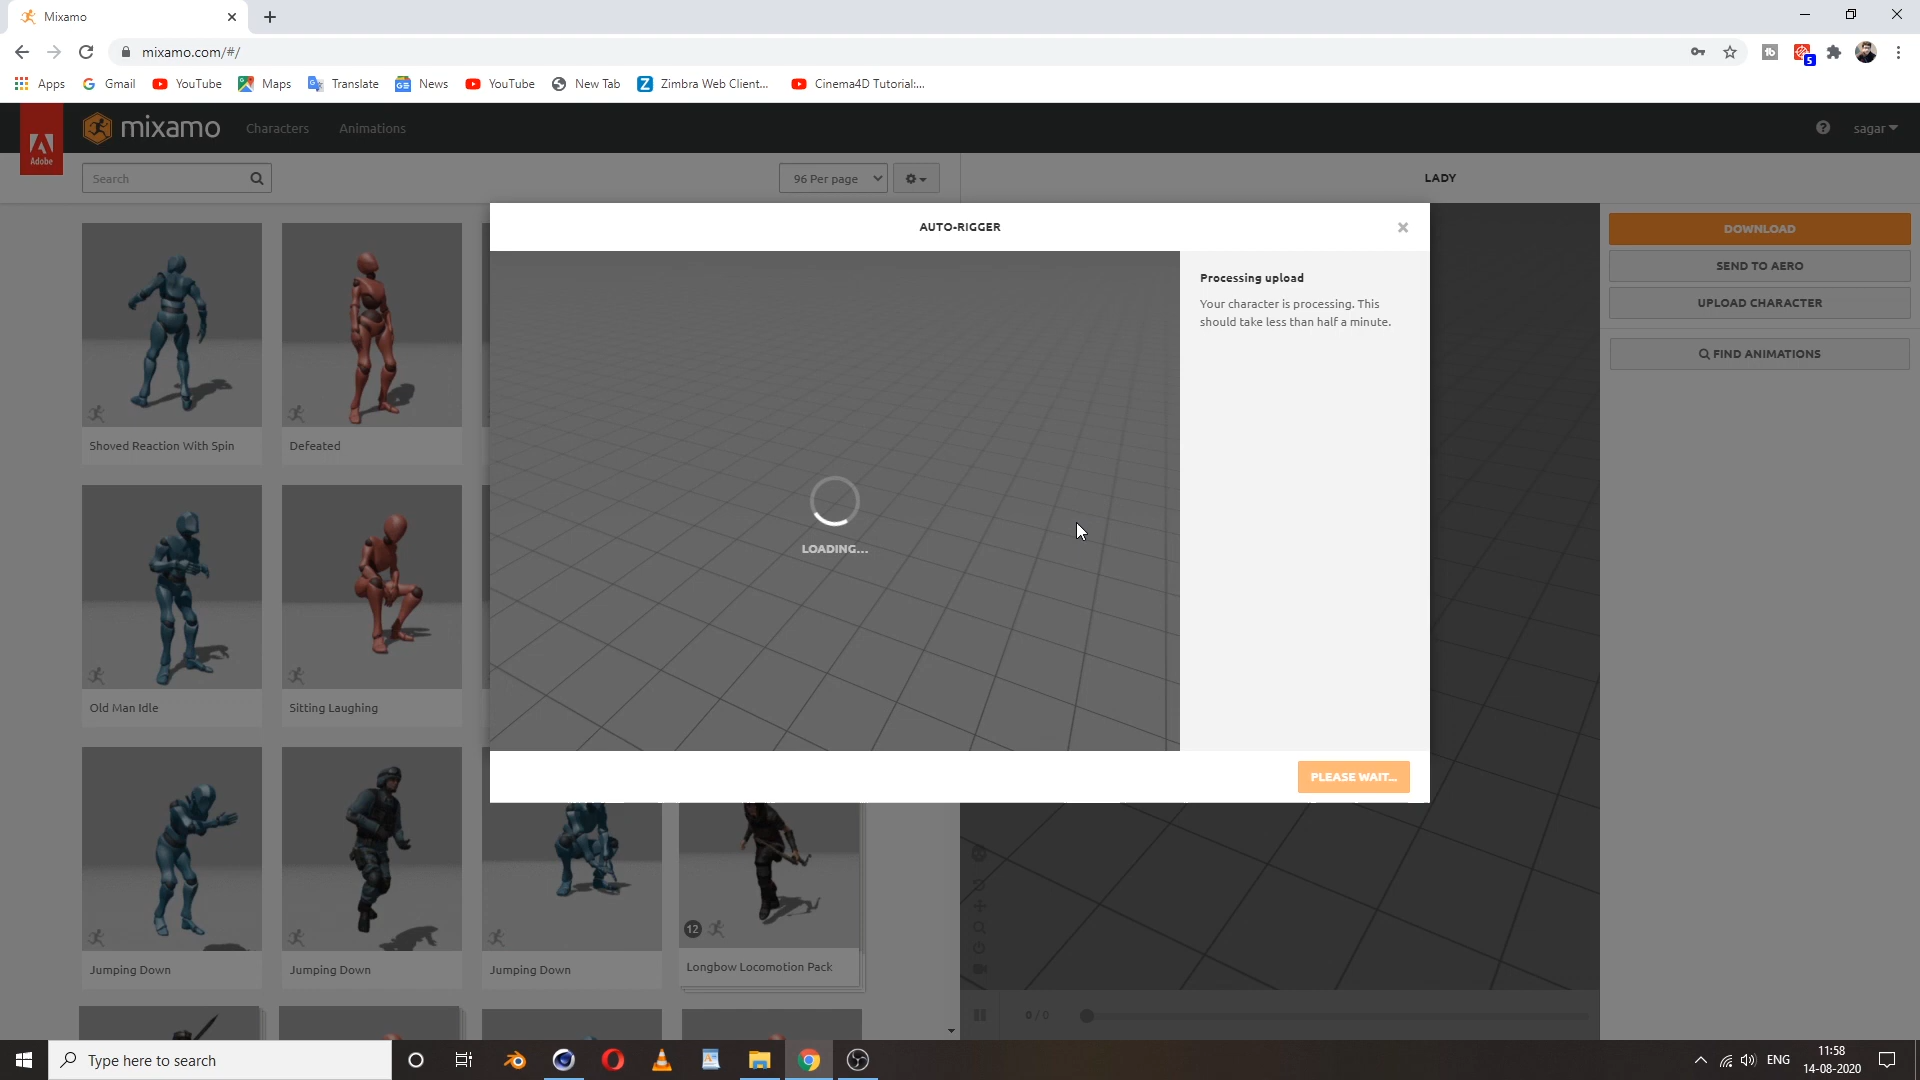 Mixamo
mixamo.com/#/
Apps
Gmail
YouTube
Maps
Translate
News
YouTube
New Tab
Zimbra Web Client...
Cinema4D Tutorial:...
5
Adobe
mixamo
Characters
Animations
sagar
Search
96 Per page
LADY
AUTO-RIGGER
Processing upload
Your character is processing. This
should take less than half a minute.
LOADING...
PLEASE WAIT...
DOWNLOAD
SEND TO AERO
UPLOAD CHARACTER
FIND ANIMATIONS
Shoved Reaction With Spin
Defeated
Old Man Idle
Sitting Laughing
12
Jumping Down
Jumping Down
Jumping Down
Longbow Locomotion Pack
0 / 0
Type here to search
ENG
11:58
14-08-2020